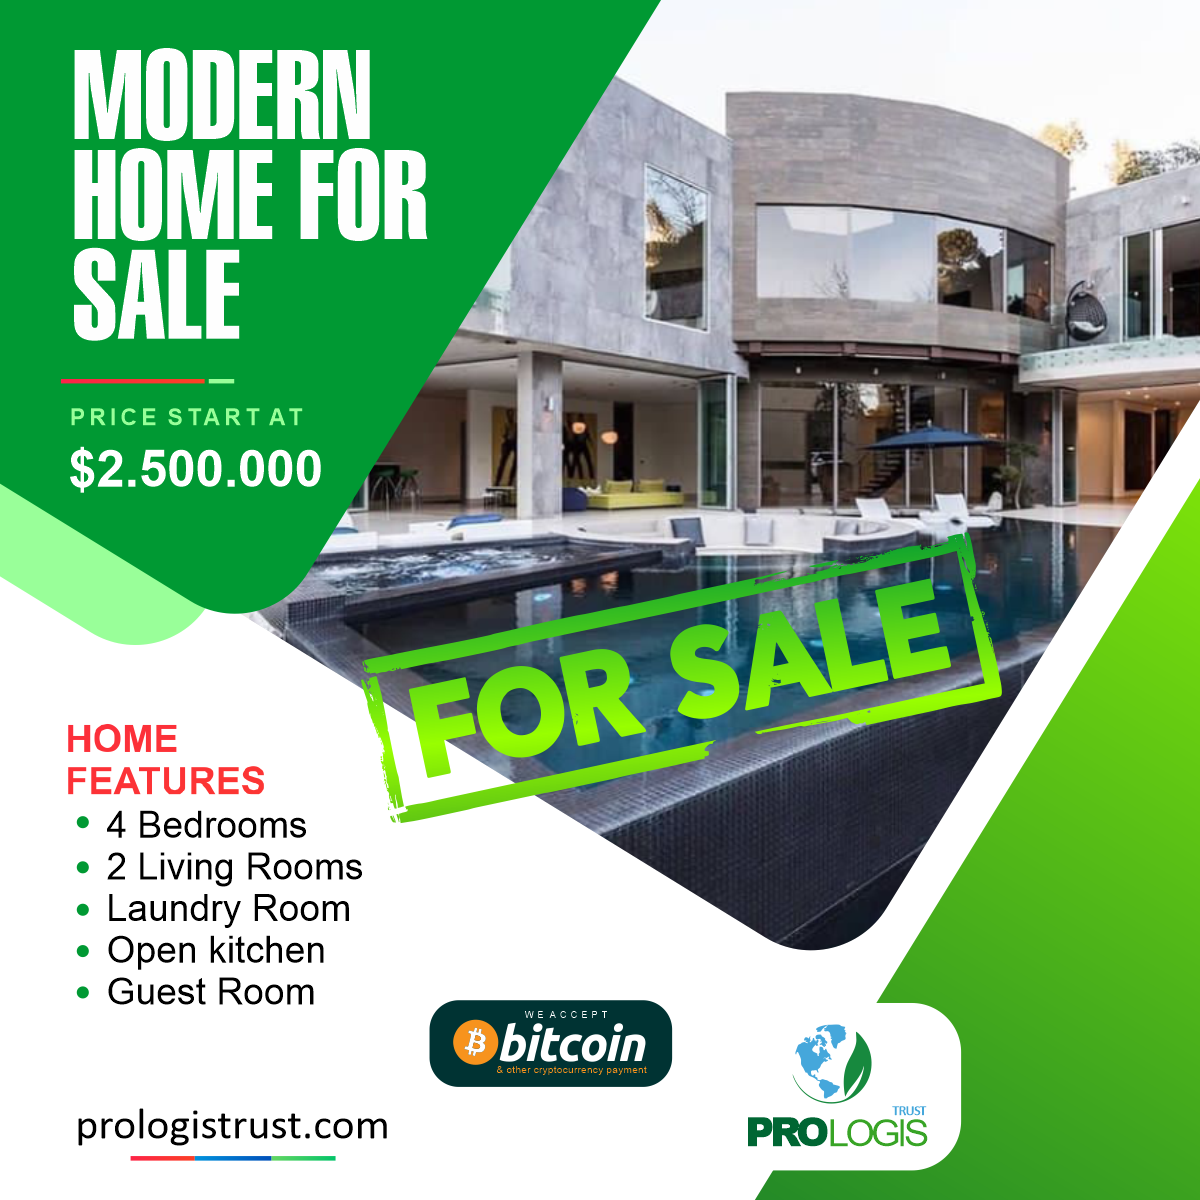 MODERN
HOME FOR
SALE
PRICE START AT
$2.500.000
FOR SALE
HOME
FEATURES
4 Bedrooms
2 Living Rooms
Laundry Room
Open kitchen
Guest Room
WE ACCEPT
bitcoin
& other cryptocurrency payment
prologistrust.com
TRUST
PROLOGIS